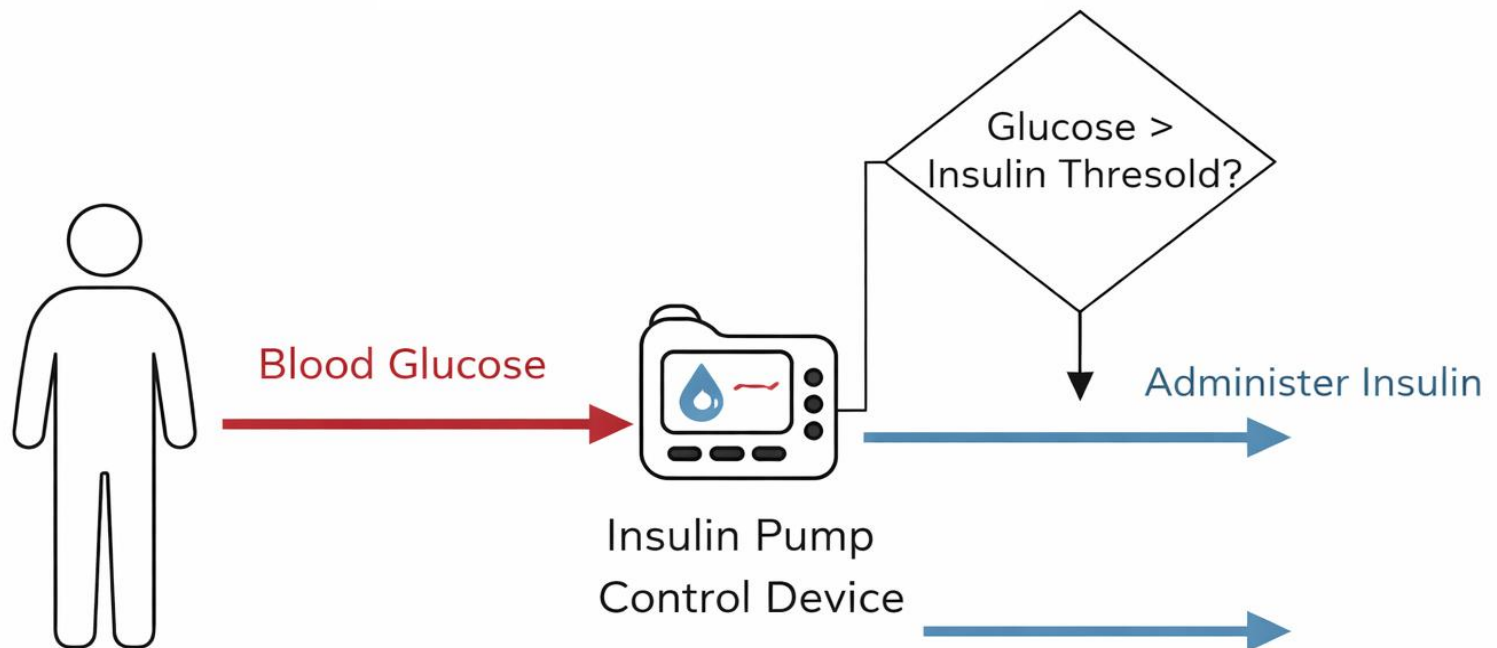 Glucose >
Insulin Thresold?
Blood Glucose
Administer Insulin
Insulin Pump
Control Device